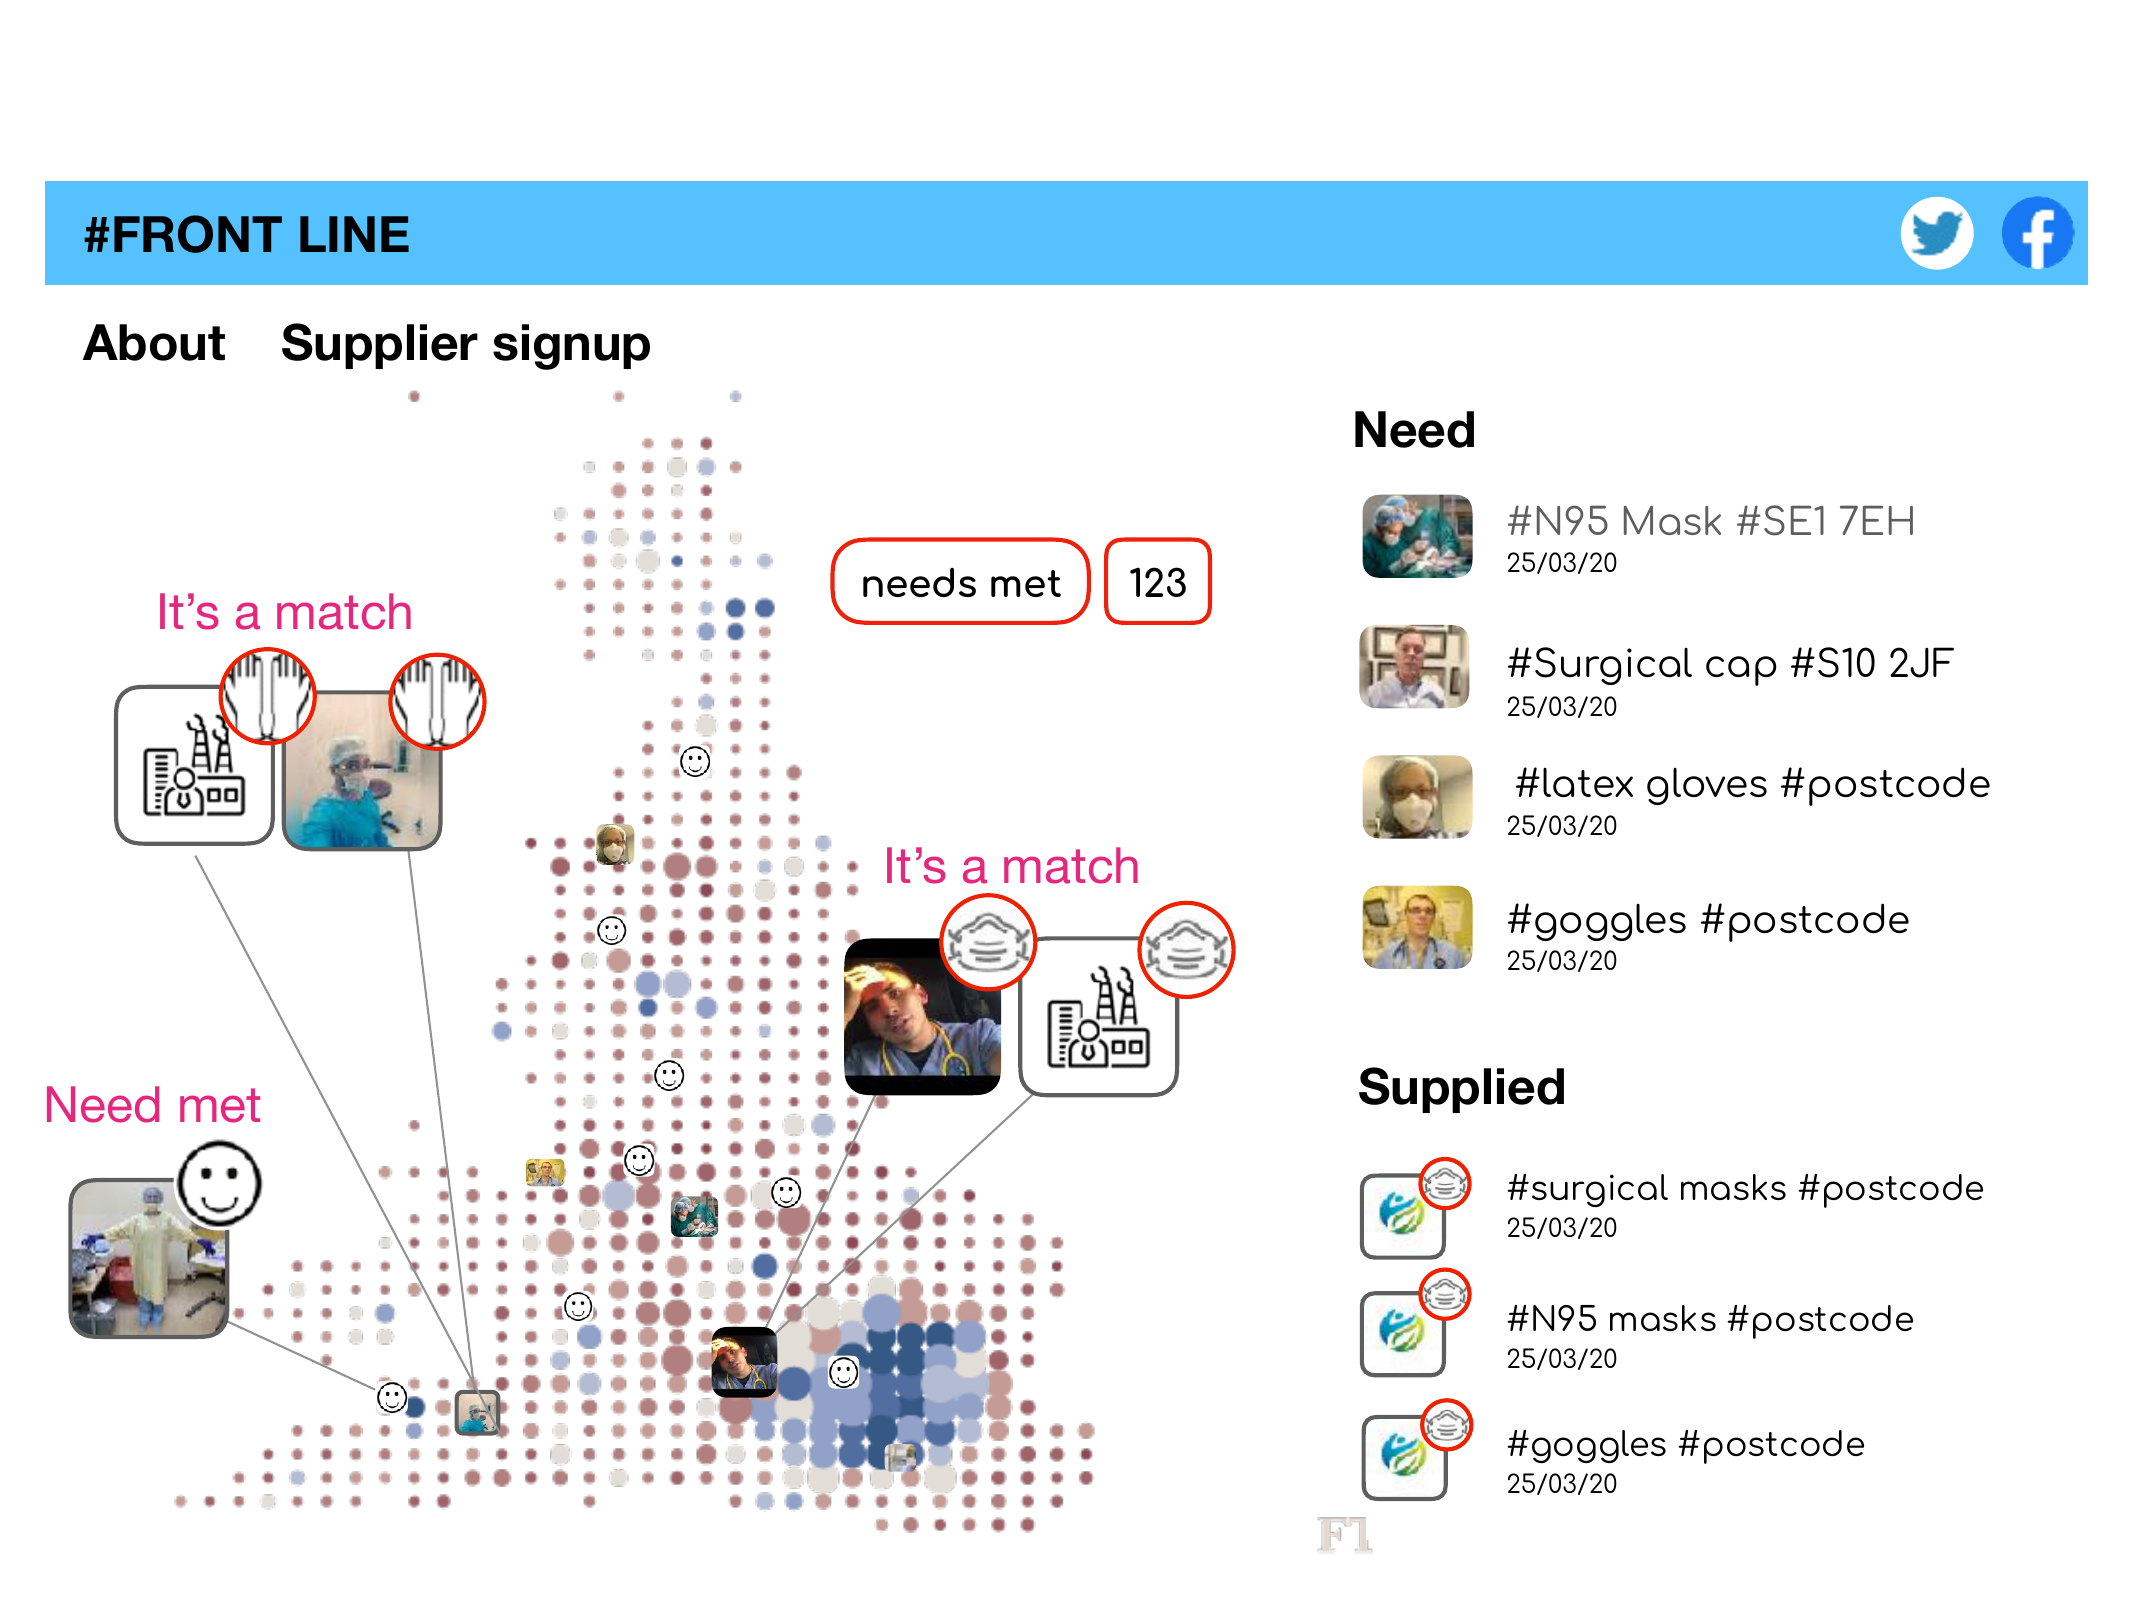 #FRONT LINE
About
Supplier signup
Need
#N95 Mask #SE1 7EH
25/03/20
#Surgical cap #S10 2JF
25/03/20
#latex gloves #postcode
25/03/20
#goggles #postcode
25/03/20
needs met
123
It's a match
It's a match
Need met
Supplied
#surgical masks #postcode
25/03/20
#N95 masks #postcode
25/03/20
#goggles #postcode
25/03/20